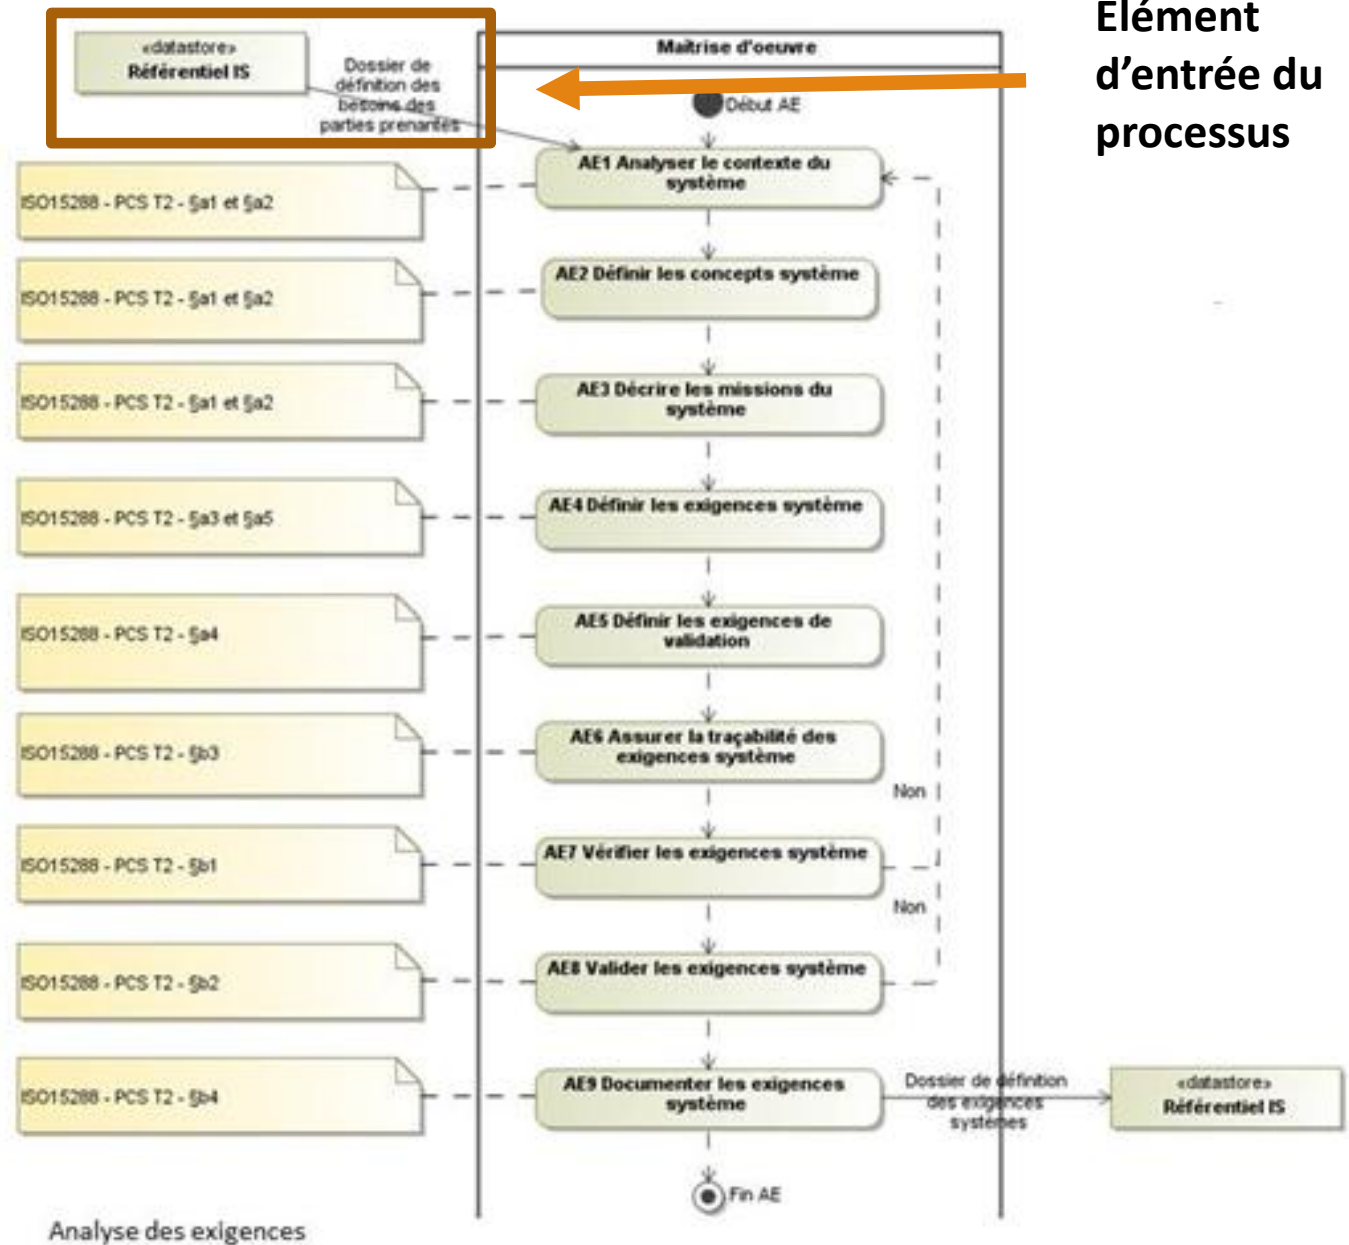 Elément
d’entrée du
processus
«datastore»
Référentiel IS
Dossier de
définition des
besoins des
parties prenantes
Maîtrise d'oeuvre
Début AE
AE1 Analyser le contexte du
système
ISO15288 - PCS T2 - §a1 et §a2
AE2 Définir les concepts système
ISO15288 - PCS T2 - §a1 et §a2
AE3 Décrire les missions du
système
ISO15288 - PCS T2 - §a1 et §a2
AE4 Définir les exigences système
ISO15288 - PCS T2 - §a3 et §a5
AE5 Définir les exigences de
validation
ISO15288 - PCS T2 - §a4
AE6 Assurer la traçabilité des
exigences système
ISO15288 - PCS T2 - §b3
Non
AE7 Vérifier les exigences système
ISO15288 - PCS T2 - §b1
Non
AE8 Valider les exigences système
ISO15288 - PCS T2 - §b2
AE9 Documenter les exigences
système
ISO15288 - PCS T2 - §b4
Dossier de définition
des exigences
systèmes
«datastore»
Référentiel IS
Fin AE
Analyse des exigences